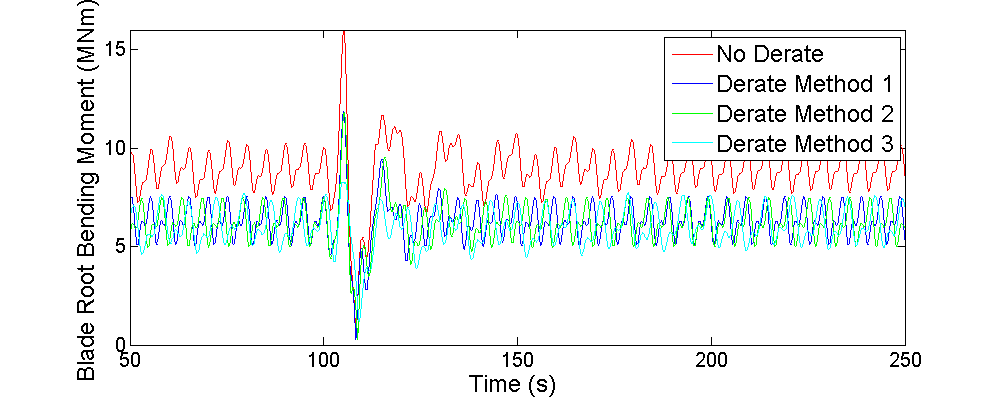 Blade Root Bending Moment (MNm)
15
10
5
0
No Derate
Derate Method 1
Derate Method 2
Derate Method 3
50
100
150
200
250
Time (s)